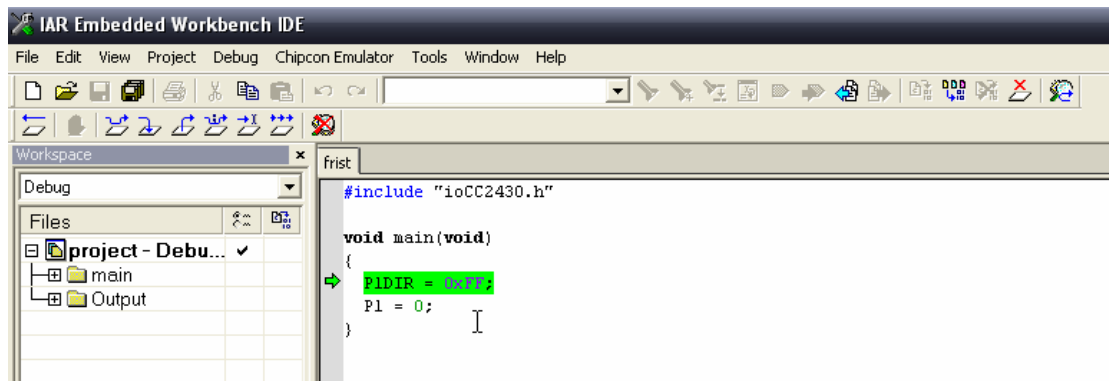 IAR Embedded Workbench IDE
File Edit View Project Debug Chipcon Emulator Tools Window Help
Workspace
Debug
Files
project - Debu...
main
Output
frist
#include "ioCC2430.h"
void main(void)
{
P1DIR = 0xFF;
P1 = 0;
}